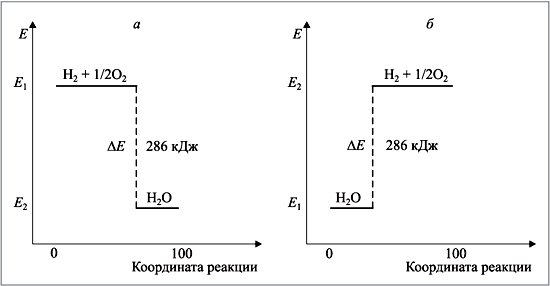 а
E
E₁
H₂ + 1/2O₂
ΔE 286 кДж
E₂
H₂O
0 100
Координата реакции
б
E
E₂
H₂ + 1/2O₂
ΔE 286 кДж
E₁
H₂O
0 100
Координата реакции